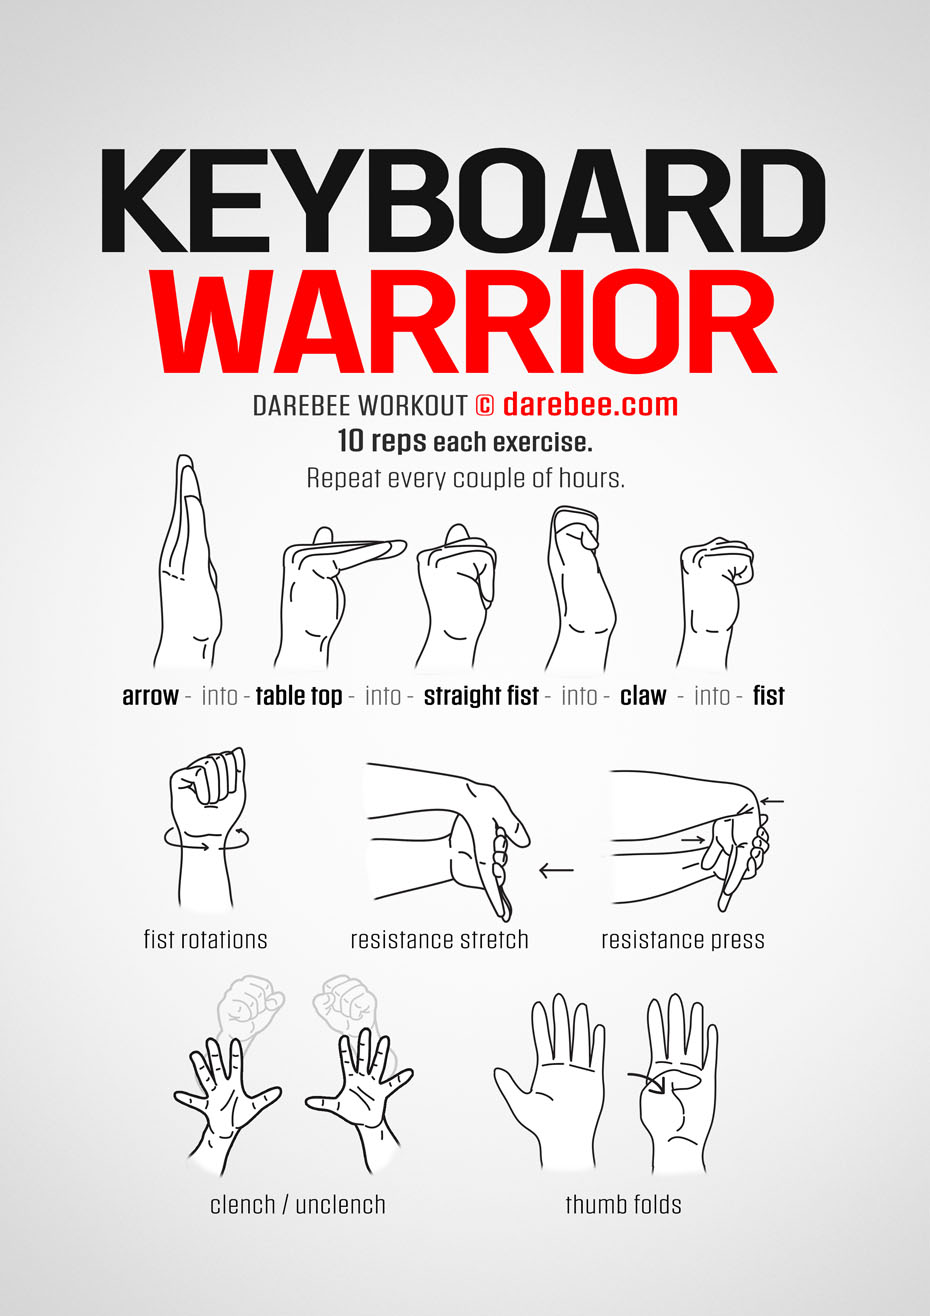 KEYBOARD
WARRIOR
DAREBEE WORKOUT © darebee.com
10 reps each exercise.
Repeat every couple of hours.
arrow - into - table top - into - straight fist - into - claw - into - fist
fist rotations resistance stretch resistance press
clench / unclench thumb folds